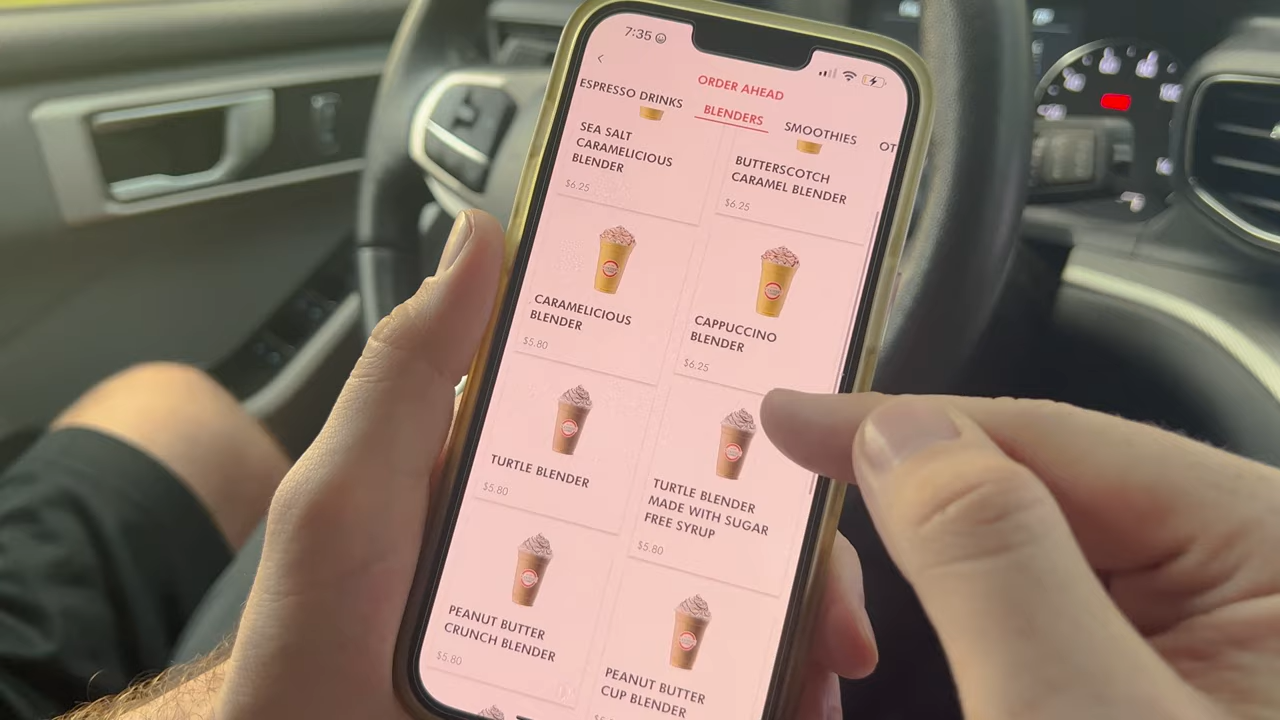 7:35
ORDER AHEAD
ESPRESSO DRINKS
BLENDERS
SMOOTHIES
OT
SEA SALT
CARAMELICIOUS
BLENDER
$6.25
BUTTERSCOTCH
CARAMEL BLENDER
$6.25
CARAMELICIOUS
BLENDER
$5.80
CAPPUCCINO
BLENDER
$6.25
TURTLE BLENDER
$5.80
TURTLE BLENDER
MADE WITH SUGAR
FREE SYRUP
$5.80
PEANUT BUTTER
CRUNCH BLENDER
$5.80
PEANUT BUTTER
CUP BLENDER